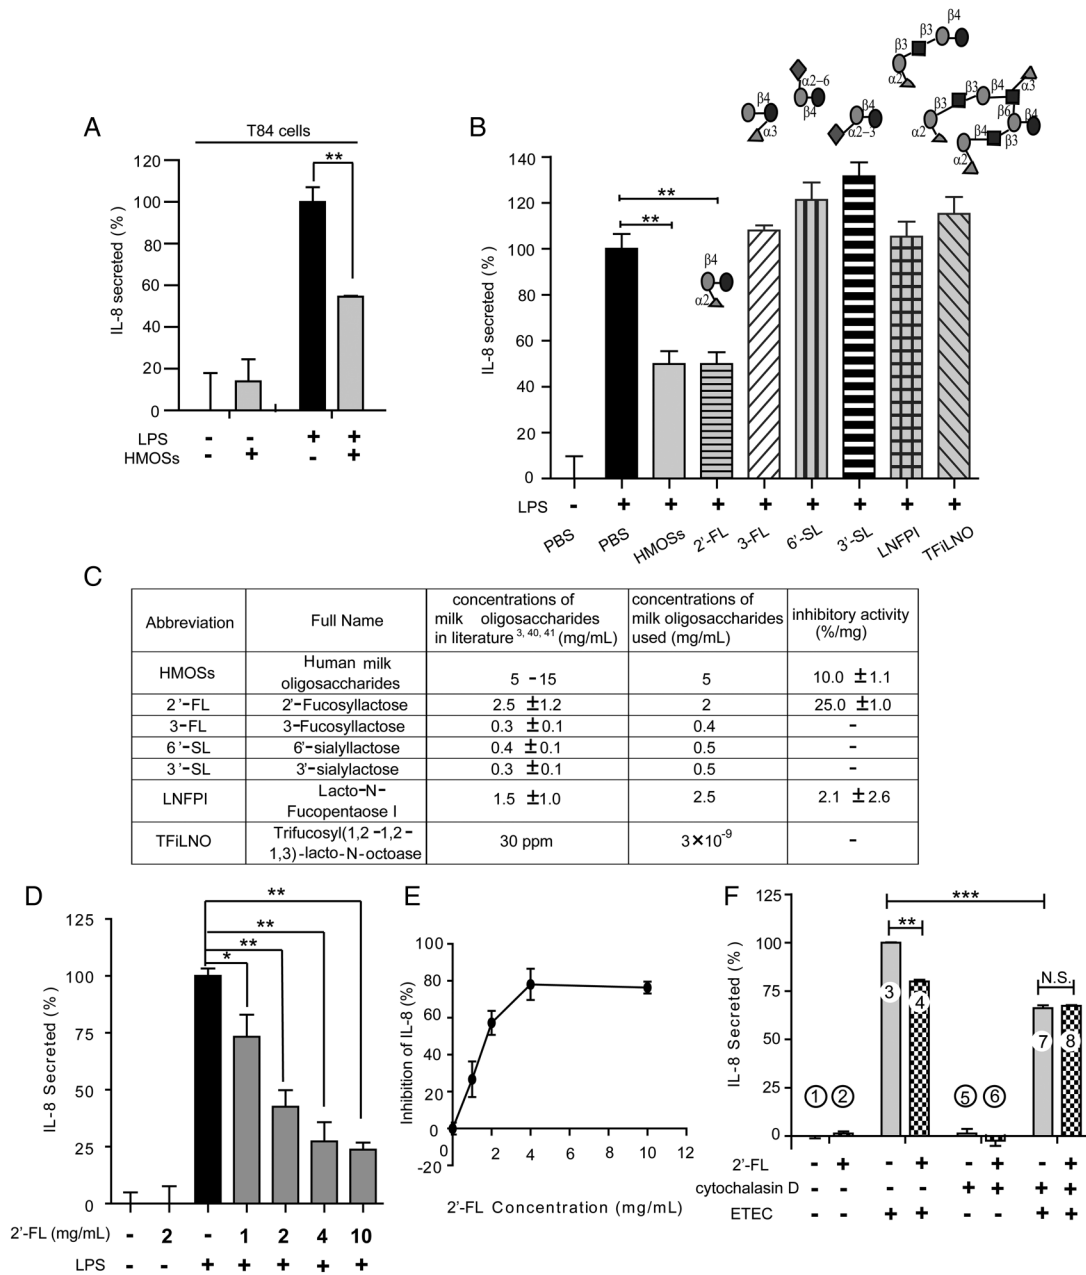 A
T84 cells
**
IL-8 secreted (%)
120
100
80
60
40
20
0
LPS - - + +
HMOSs - + - +
B
β4
α3
α2-6
β4
β4
α2-3
β3
β3
β4
α2
β3
β3
β4
α3
α2
β6
β4
β4
β3
α2
**
**
β4
α2
IL-8 secreted (%)
140
120
100
80
60
40
20
0
LPS - + + + + + + + +
PBS PBS HMOSs 2'-FL 3-FL 6'-SL 3'-SL LNFPI TFiLNO
C
Abbreviation Full Name concentrations of milk oligosaccharides in literature 3, 40, 41 (mg/mL) concentrations of milk oligosaccharides used (mg/mL) inhibitory activity (%/mg)
HMOSs Human milk oligosaccharides 5 -15 5 10.0 ±1.1
2'-FL 2'-Fucosyllactose 2.5 ±1.2 2 25.0 ±1.0
3-FL 3-Fucosyllactose 0.3 ±0.1 0.4 -
6'-SL 6'-sialyllactose 0.4 ±0.1 0.5 -
3'-SL 3'-sialylactose 0.3 ±0.1 0.5 -
LNFPI Lacto-N-Fucopentaose I 1.5 ±1.0 2.5 2.1 ±2.6
TFiLNO Trifucosyl(1,2-1,2-1,3)-lacto-N-octoase 30 ppm 3×10-9 -
D
**
**
**
*
IL-8 Secreted (%)
125
100
75
50
25
0
2'-FL (mg/mL) - 2 - 1 2 4 10
LPS - - + + + + +
E
Inhibition of IL-8 (%)
100
80
60
40
20
0
-20
0 2 4 6 8 10 12
2'-FL Concentration (mg/mL)
F
***
**
N.S.
IL-8 Secreted (%)
125
100
75
50
25
0
1 2 3 4 5 6 7 8
2'-FL - + - + - + - +
cytochalasin D - - - - + + + +
ETEC - - + + - - + +